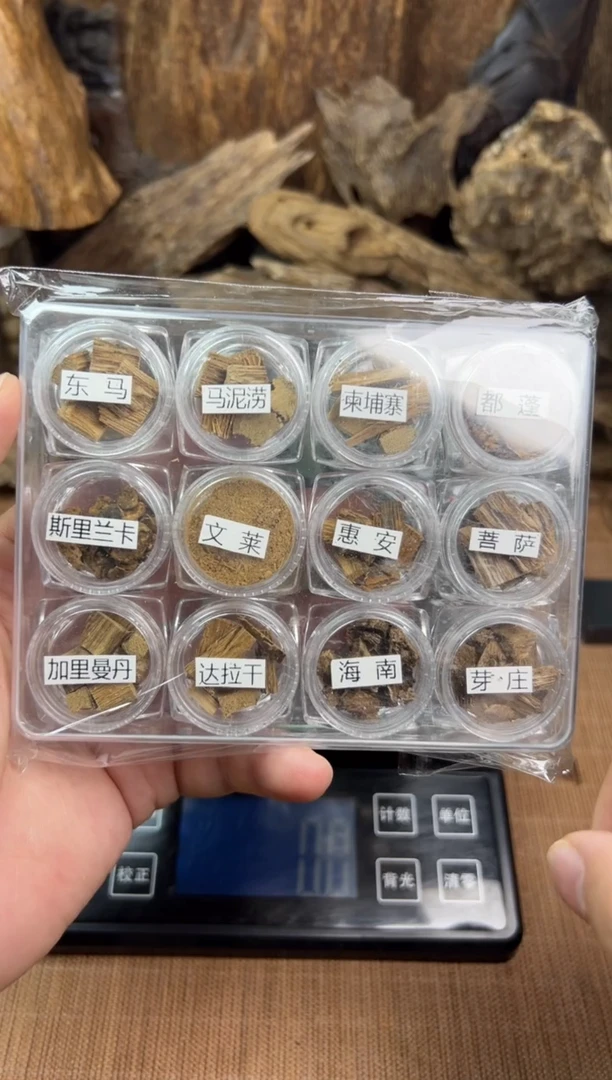 东 马
马泥涝
柬埔寨
都 蓬
斯里兰卡
文 莱
惠 安
菩 萨
加里曼丹
达拉干
海 南
芽 庄
计数
单位
校正
背光
清零